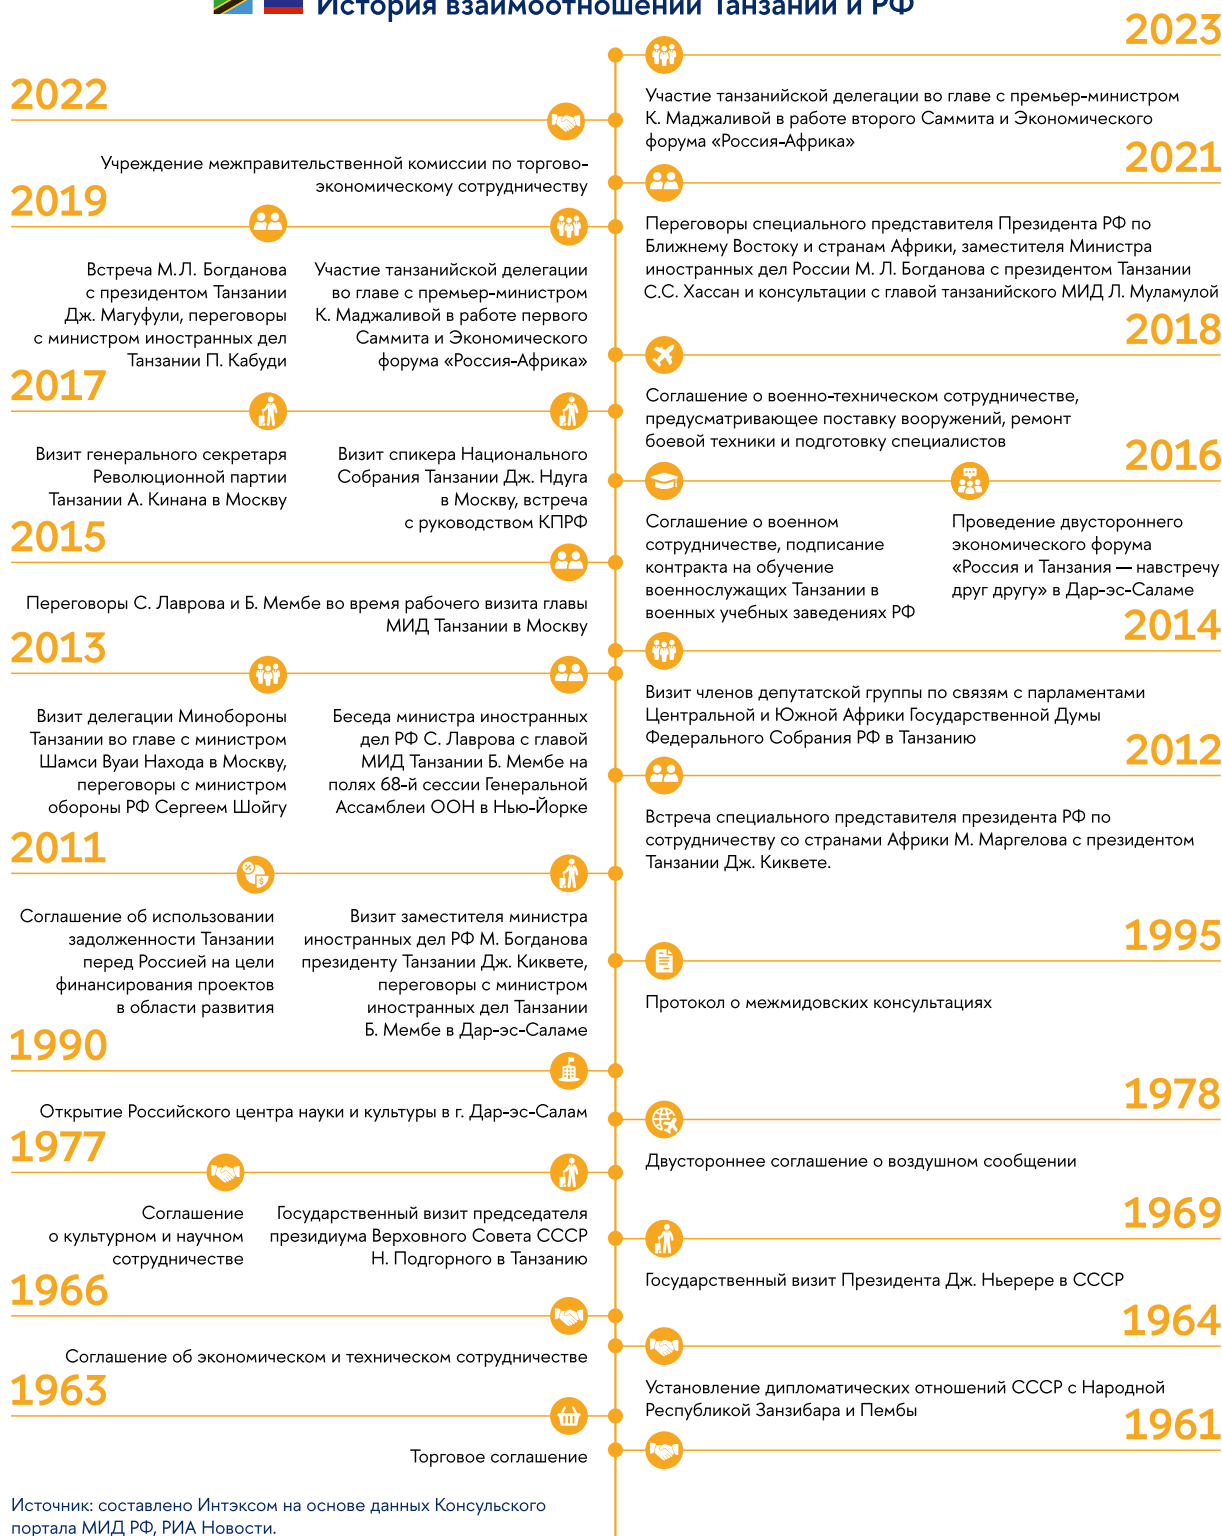 История взаимоотношений Танзании и РФ
2023
Участие танзанийской делегации во главе с премьер-министром
К. Маджаливой в работе второго Саммита и Экономического
форума «Россия-Африка»
2022
Учреждение межправительственной комиссии по торгово-
экономическому сотрудничеству
2021
Переговоры специального представителя Президента РФ по
Ближнему Востоку и странам Африки, заместителя Министра
иностранных дел России М. Л. Богданова с президентом Танзании
С.С. Хассан и консультации с главой танзанийского МИД Л. Муламулой
2019
Встреча М.Л. Богданова
с президентом Танзании
Дж. Магуфули, переговоры
с министром иностранных дел
Танзании П. Кабуди
Участие танзанийской делегации
во главе с премьер-министром
К. Маджаливой в работе первого
Саммита и Экономического
форума «Россия-Африка»
2018
Соглашение о военно-техническом сотрудничестве,
предусматривающее поставку вооружений, ремонт
боевой техники и подготовку специалистов
2017
Визит генерального секретаря
Революционной партии
Танзании А. Кинана в Москву
Визит спикера Национального
Собрания Танзании Дж. Ндуга
в Москву, встреча
с руководством КПРФ
2016
Соглашение о военном
сотрудничестве, подписание
контракта на обучение
военнослужащих Танзании в
военных учебных заведениях РФ
Проведение двустороннего
экономического форума
«Россия и Танзания — навстречу
друг другу» в Дар-эс-Саламе
2015
Переговоры С. Лаврова и Б. Мембе во время рабочего визита главы
МИД Танзании в Москву
2014
Визит членов депутатской группы по связям с парламентами
Центральной и Южной Африки Государственной Думы
Федерального Собрания РФ в Танзанию
2013
Визит делегации Минобороны
Танзании во главе с министром
Шамси Вуаи Находа в Москву,
переговоры с министром
обороны РФ Сергеем Шойгу
Беседа министра иностранных
дел РФ С. Лаврова с главой
МИД Танзании Б. Мембе на
полях 68-й сессии Генеральной
Ассамблеи ООН в Нью-Йорке
2012
Встреча специального представителя президента РФ по
сотрудничеству со странами Африки М. Маргелова с президентом
Танзании Дж. Киквете.
2011
Соглашение об использовании
задолженности Танзании
перед Россией на цели
финансирования проектов
в области развития
Визит заместителя министра
иностранных дел РФ М. Богданова
президенту Танзании Дж. Киквете,
переговоры с министром
иностранных дел Танзании
Б. Мембе в Дар-эс-Саламе
1995
Протокол о межмидовских консультациях
1990
Открытие Российского центра науки и культуры в г. Дар-эс-Салам
1978
Двустороннее соглашение о воздушном сообщении
1977
Соглашение
о культурном и научном
сотрудничестве
Государственный визит председателя
президиума Верховного Совета СССР
Н. Подгорного в Танзанию
1969
Государственный визит Президента Дж. Ньерере в СССР
1966
Соглашение об экономическом и техническом сотрудничестве
1964
Установление дипломатических отношений СССР с Народной
Республикой Занзибара и Пембы
1963
Торговое соглашение
1961
Источник: составлено Интэксом на основе данных Консульского
портала МИД РФ, РИА Новости.